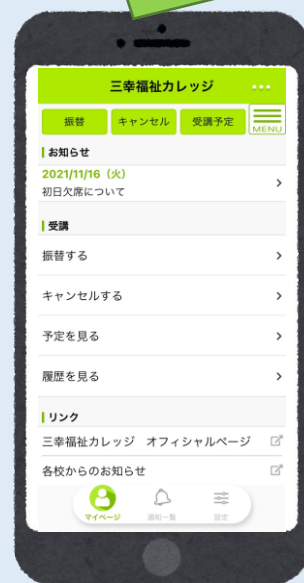 三幸福祉カレッジ
振替 キャンセル 受講予定 MENU
お知らせ
2021/11/16（火）
初日欠席について
受講
振替する
キャンセルする
予定を見る
履歴を見る
リンク
三幸福祉カレッジ　オフィシャルページ
各校からのお知らせ
マイページ 通知一覧 設定